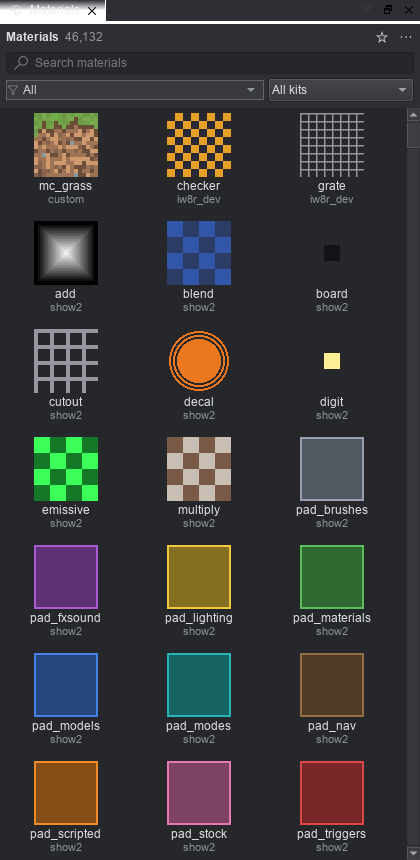 Materials
Materials 46,132
Search materials
All All kits
mc_grass checker grate
custom iw8r_dev iw8r_dev
add blend board
show2 show2 show2
cutout decal digit
show2 show2 show2
emissive multiply pad_brushes
show2 show2 show2
pad_fxsound pad_lighting pad_materials
show2 show2 show2
pad_models pad_modes pad_nav
show2 show2 show2
pad_scripted pad_stock pad_triggers
show2 show2 show2